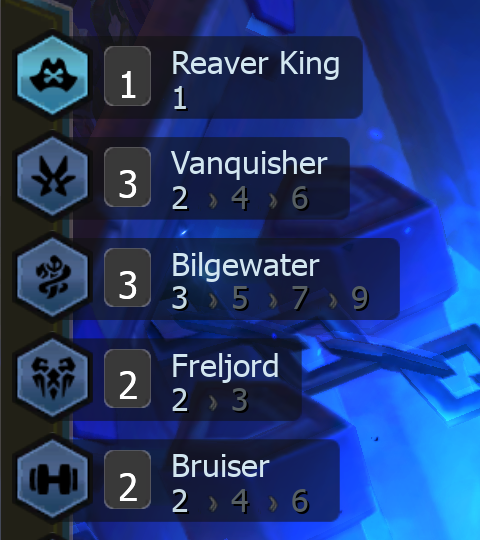 1
Reaver King
1
3
Vanquisher
2 › 4 › 6
3
Bilgewater
3 › 5 › 7 › 9
2
Freljord
2 › 3
2
Bruiser
2 › 4 › 6